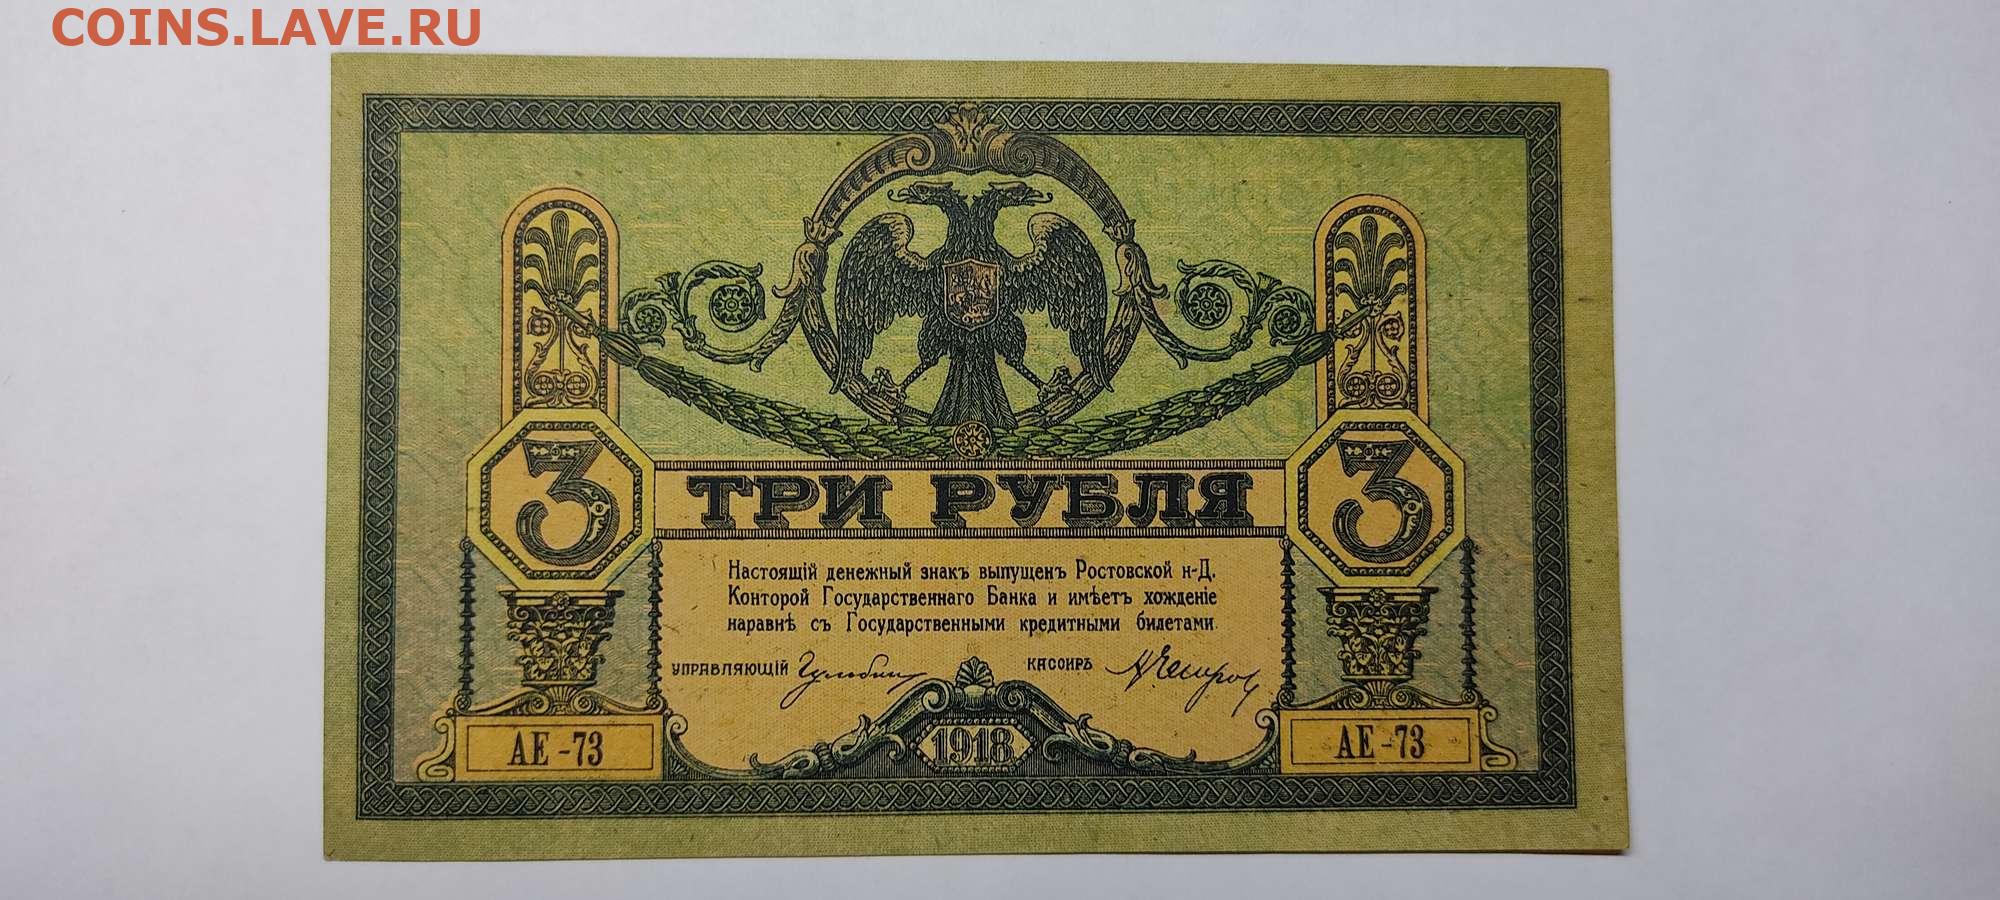 COINS.LAVE.RU
3 ТРИ РУБЛЯ 3
Настоящій денежный знакъ выпущенъ Ростовской н-Д.
Конторой Государственнаго Банка и имѣетъ хожденіе
наравнѣ съ Государственными кредитными билетами.
УПРАВЛЯЮЩІЙ КАССИРЪ
АЕ-73 1918 АЕ-73